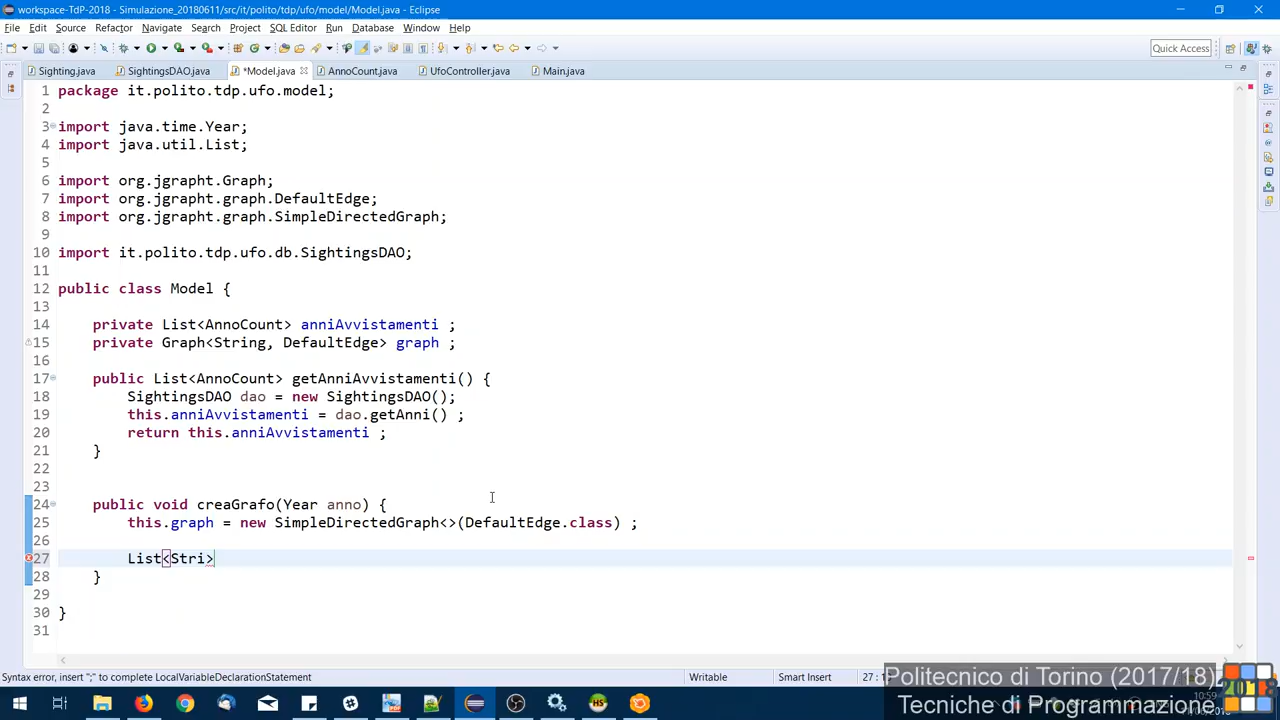 workspace-TdP-2018 - Simulazione_20180611/src/it/polito/tdp/ufo/model/Model.java - Eclipse
File Edit Source Refactor Navigate Search Project SQL Editor Run Database Window Help
Quick Access
Sighting.java SightingsDAO.java *Model.java AnnoCount.java UfoController.java Main.java
1 package it.polito.tdp.ufo.model;
2
3 import java.time.Year;
4 import java.util.List;
5
6 import org.jgrapht.Graph;
7 import org.jgrapht.graph.DefaultEdge;
8 import org.jgrapht.graph.SimpleDirectedGraph;
9
10 import it.polito.tdp.ufo.db.SightingsDAO;
11
12 public class Model {
13
14 private List<AnnoCount> anniAvvistamenti ;
15 private Graph<String, DefaultEdge> graph ;
16
17 public List<AnnoCount> getAnniAvvistamenti() {
18 SightingsDAO dao = new SightingsDAO();
19 this.anniAvvistamenti = dao.getAnni() ;
20 return this.anniAvvistamenti ;
21 }
22
23
24 public void creaGrafo(Year anno) {
25 this.graph = new SimpleDirectedGraph<>(DefaultEdge.class) ;
26
27 List<Stri>
28 }
29
30 }
31
Syntax error, insert ";" to complete LocalVariableDeclarationStatement Writable Smart Insert 27 :
Politecnico di Torino (2017/18)
Tecniche di Programmazione
2018
10:59